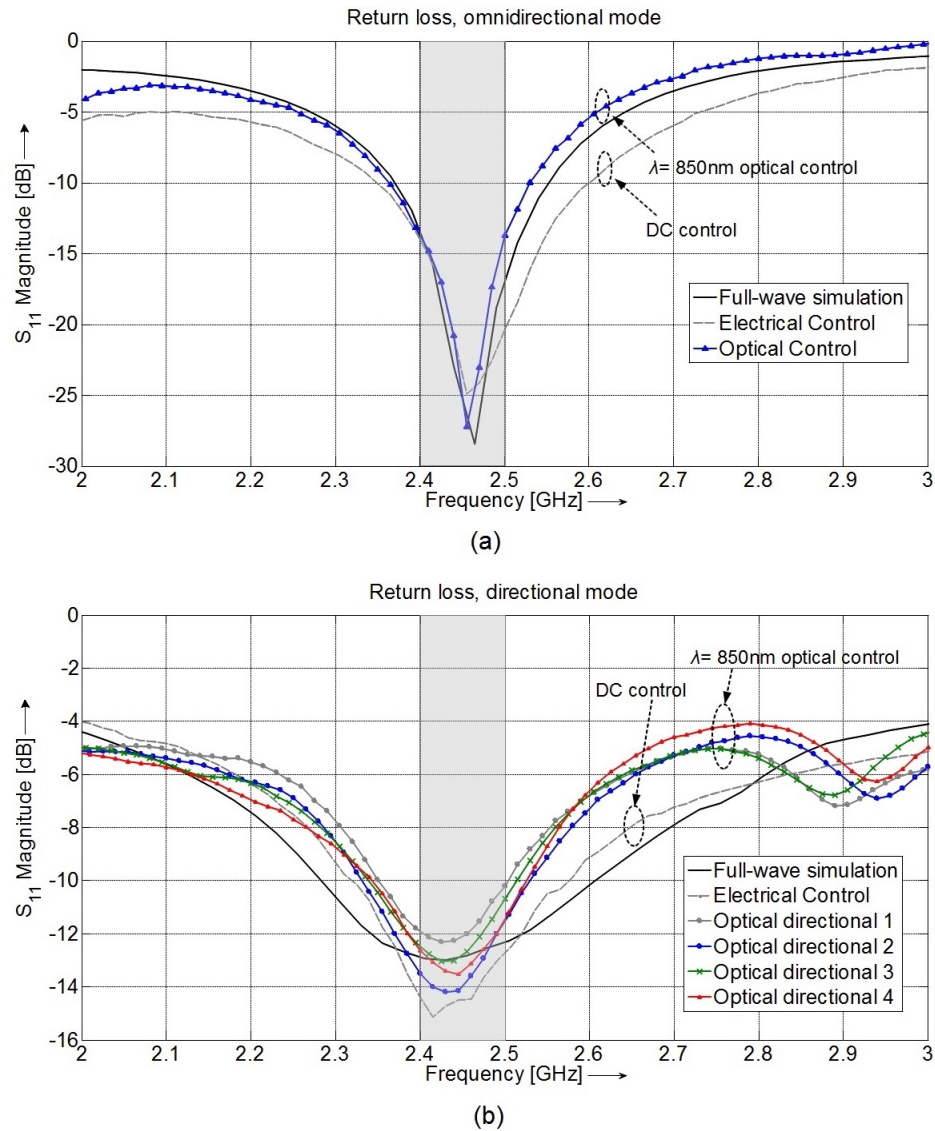 Return loss, omnidirectional mode
0
-5
-10
-15
-20
-25
-30
S11 Magnitude [dB]
λ= 850nm optical control
DC control
Full-wave simulation
Electrical Control
Optical Control
2 2.1 2.2 2.3 2.4 2.5 2.6 2.7 2.8 2.9 3
Frequency [GHz]
(a)
Return loss, directional mode
0
-2
-4
-6
-8
-10
-12
-14
-16
S11 Magnitude [dB]
λ= 850nm optical control
DC control
Full-wave simulation
Electrical Control
Optical directional 1
Optical directional 2
Optical directional 3
Optical directional 4
2 2.1 2.2 2.3 2.4 2.5 2.6 2.7 2.8 2.9 3
Frequency [GHz]
(b)